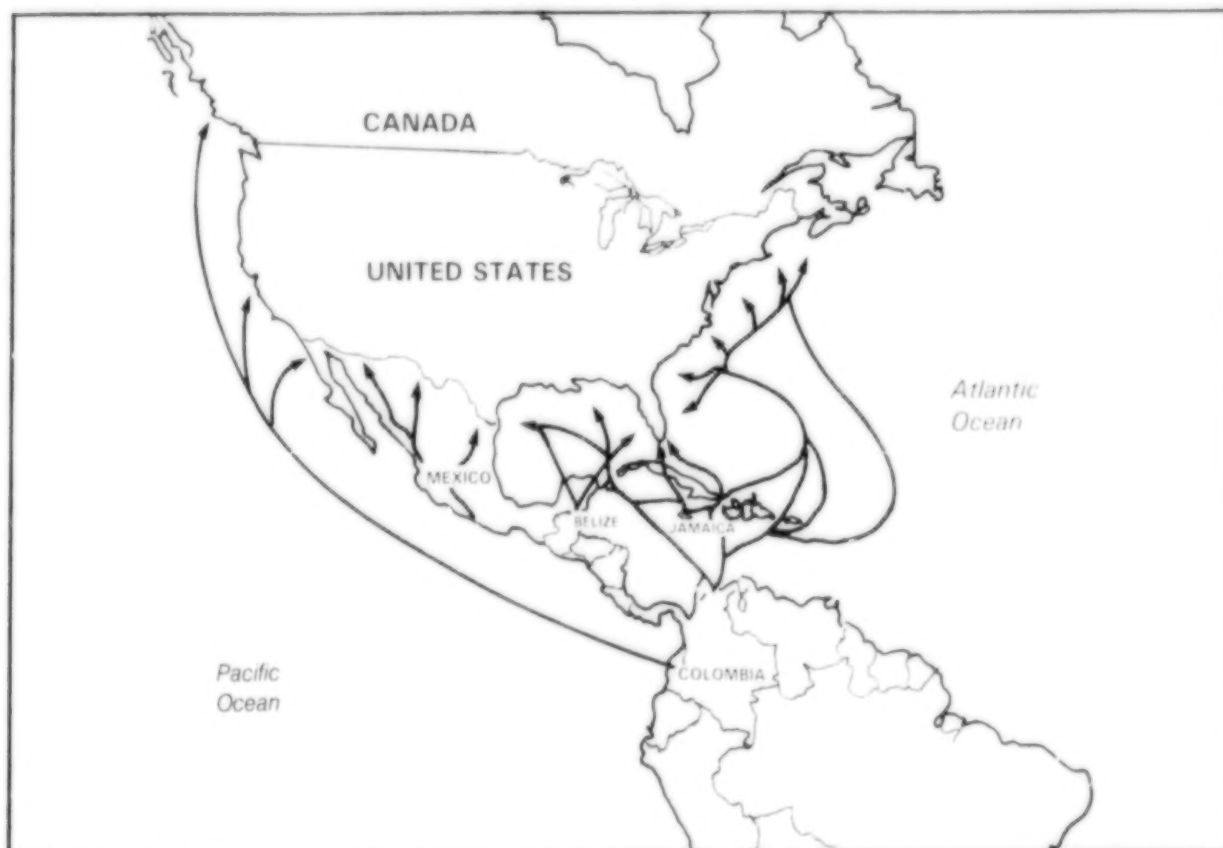 CANADA
UNITED STATES
Atlantic
Ocean
MEXICO
BELIZE
JAMAICA
COLOMBIA
Pacific
Ocean